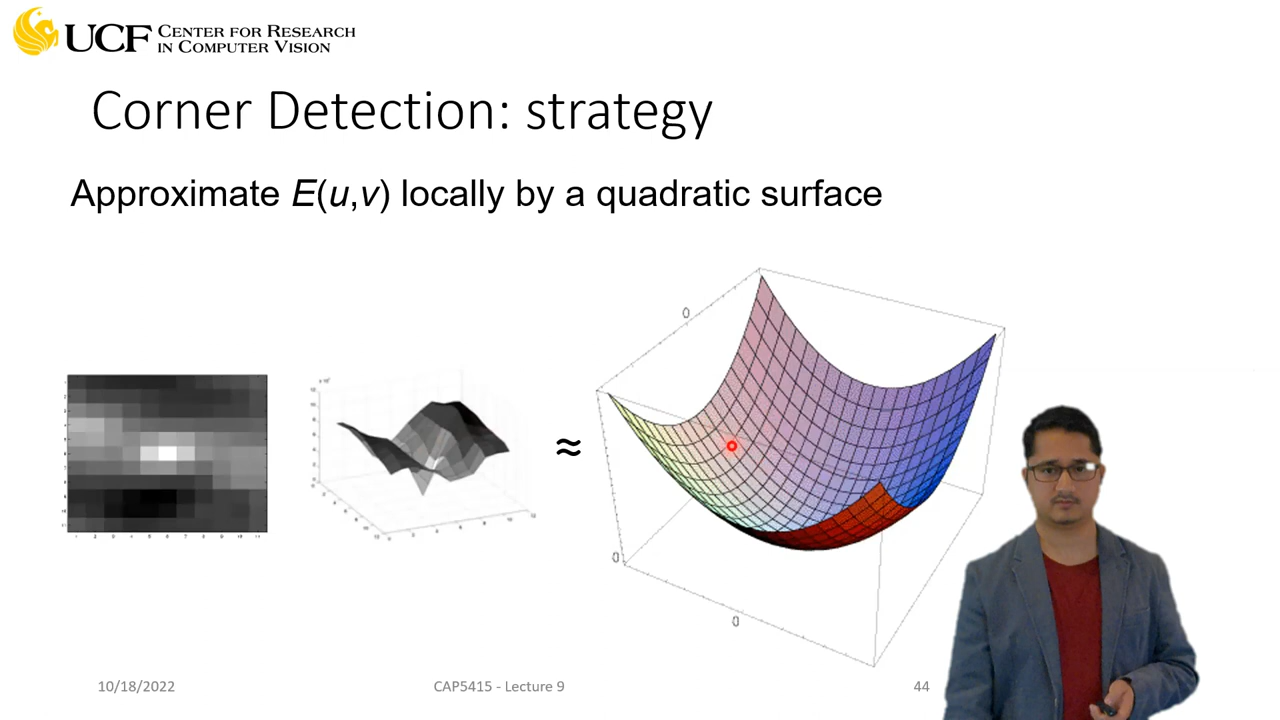 UCF CENTER FOR RESEARCH
IN COMPUTER VISION
Corner Detection: strategy
Approximate E(u,v) locally by a quadratic surface
≈
0
0
0
10/18/2022
CAP5415 - Lecture 9
44